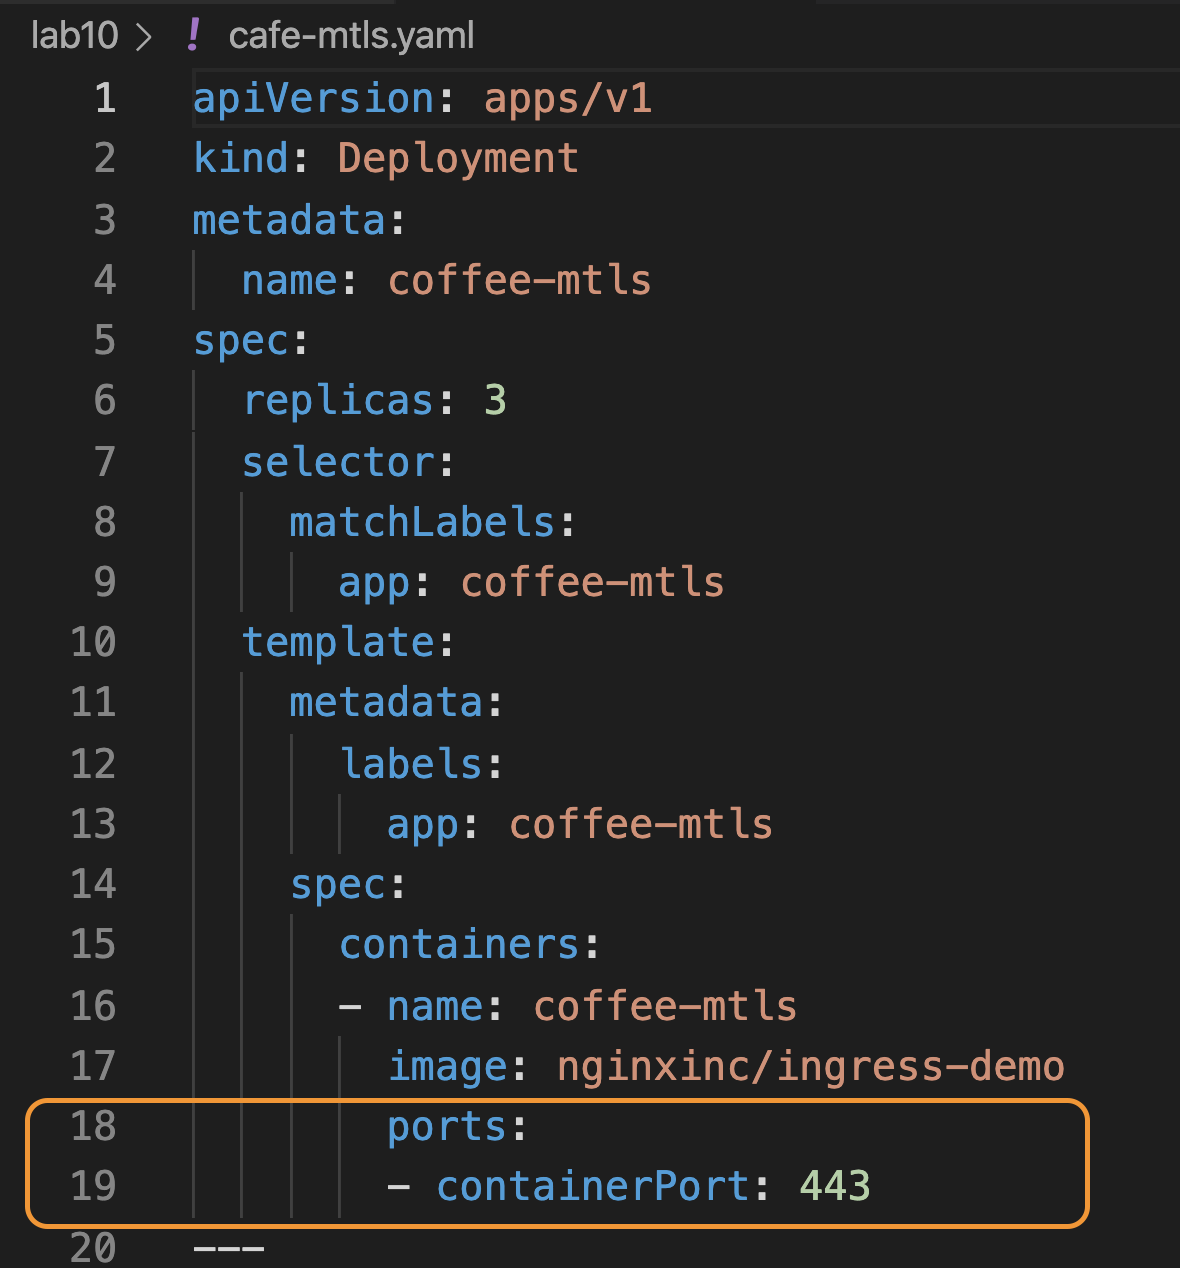 lab10 > ! cafe-mtls.yaml
1 apiVersion: apps/v1
2 kind: Deployment
3 metadata:
4   name: coffee-mtls
5 spec:
6   replicas: 3
7   selector:
8     matchLabels:
9       app: coffee-mtls
10   template:
11     metadata:
12       labels:
13         app: coffee-mtls
14     spec:
15       containers:
16       - name: coffee-mtls
17         image: nginxinc/ingress-demo
18         ports:
19         - containerPort: 443
20 ---